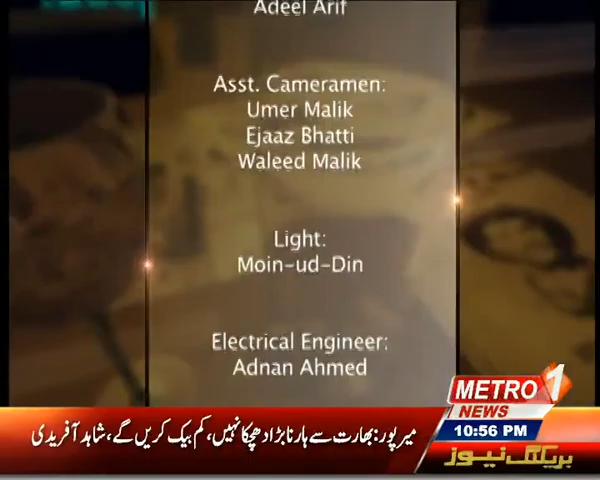 Adeel Arif
Asst. Cameramen:
Umer Malik
Ejaaz Bhatti
Waleed Malik
Light:
Moin-ud-Din
Electrical Engineer:
Adnan Ahmed
METRO 1
NEWS
10:56 PM
میرپور: بھارت سے ہارنا بڑا دھچکا نہیں، کم بیک کریں گے، شاہد آفریدی
بریکنگ نیوز